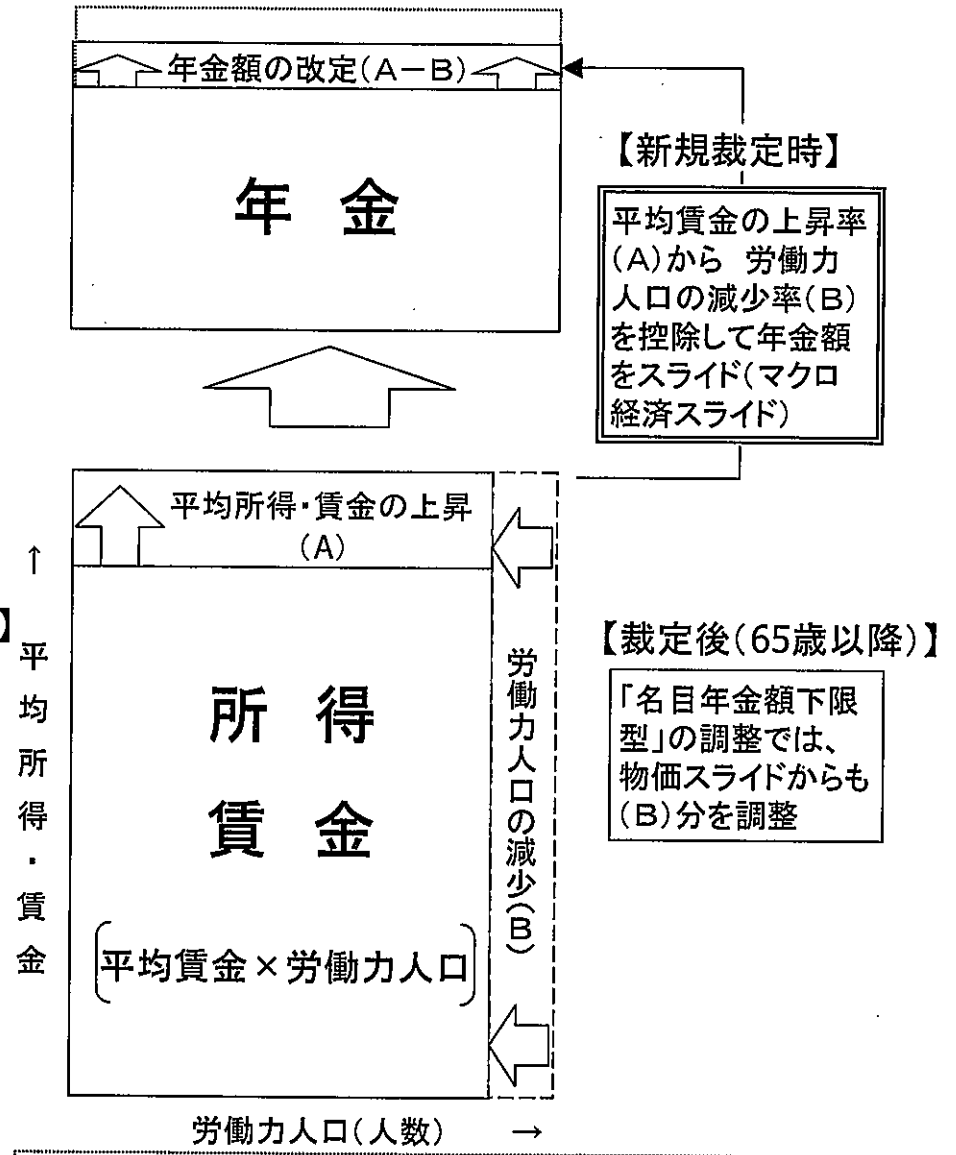 年金額の改定(A－B)
年 金
【新規裁定時】
平均賃金の上昇率
(A)から 労働力
人口の減少率(B)
を控除して年金額
をスライド(マクロ
経済スライド)
平均所得・賃金の上昇
(A)
↑
平均所得・賃金
】
所 得
賃 金
平均賃金×労働力人口
労働力人口の減少(B)
【裁定後(65歳以降)】
「名目年金額下限
型」の調整では、
物価スライドからも
(B)分を調整
労働力人口(人数) →